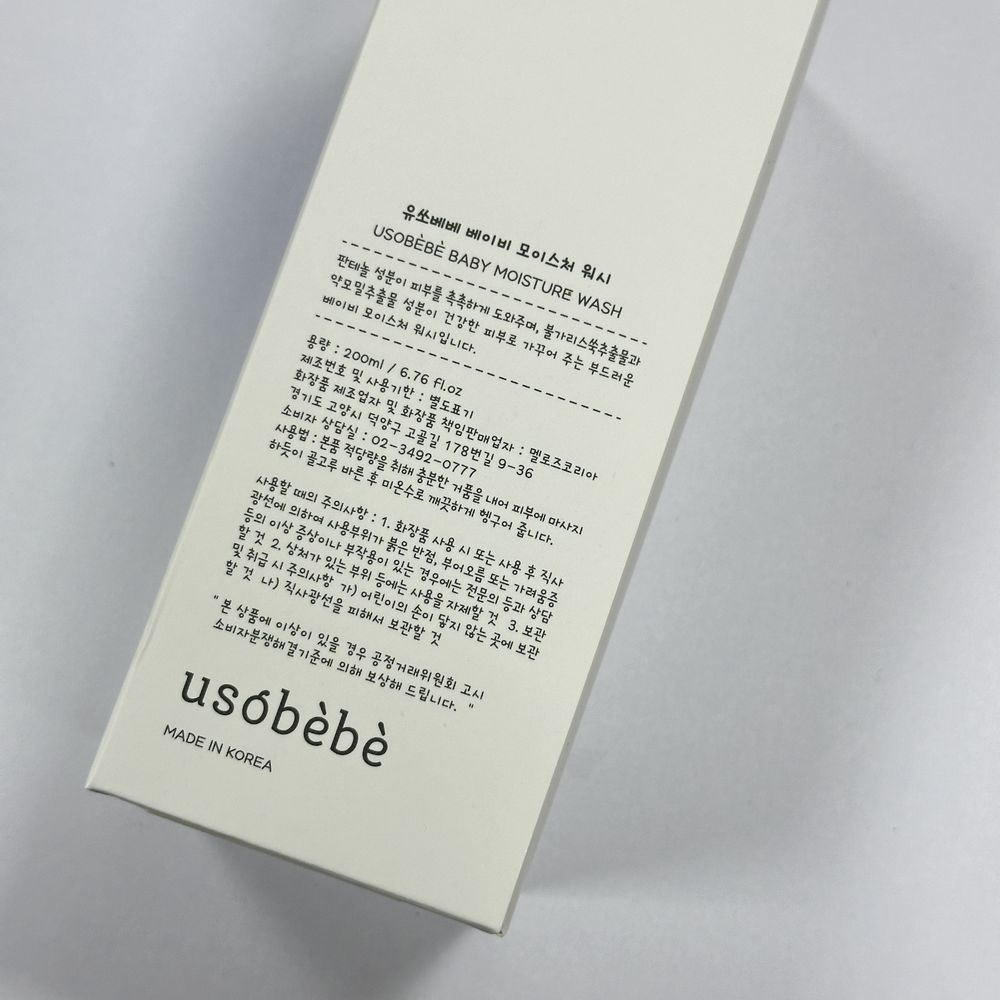 유쏘베베 베이비 모이스처 워시
USOBÈBÈ BABY MOISTURE WASH
판테놀 성분이 피부를 촉촉하게 도와주며, 불가리스쑥추출물과
약모밀추출물 성분이 건강한 피부로 가꾸어 주는 부드러운
베이비 모이스처 워시입니다.
용량 : 200ml / 6.76 fl.oz
제조번호 및 사용기한 : 별도표기
화장품 제조업자 및 화장품 책임판매업자 : 멜로즈코리아
경기도 고양시 덕양구 고골길 178번길 9-36
소비자 상담실 : 02-3492-0777
사용법 : 본품 적당량을 취해 충분한 거품을 내어 피부에 마사지
하듯이 골고루 바른 후 미온수로 깨끗하게 헹구어 줍니다.
사용할 때의 주의사항 : 1. 화장품 사용 시 또는 사용 후 직사
광선에 의하여 사용부위가 붉은 반점, 부어오름 또는 가려움증
등의 이상 증상이나 부작용이 있는 경우에는 전문의 등과 상담
할 것 2. 상처가 있는 부위 등에는 사용을 자제할 것 3. 보관
및 취급 시 주의사항 가) 어린이의 손이 닿지 않는 곳에 보관
할 것 나) 직사광선을 피해서 보관할 것
" 본 상품에 이상이 있을 경우 공정거래위원회 고시
소비자분쟁해결기준에 의해 보상해 드립니다. "
usóbèbè
MADE IN KOREA